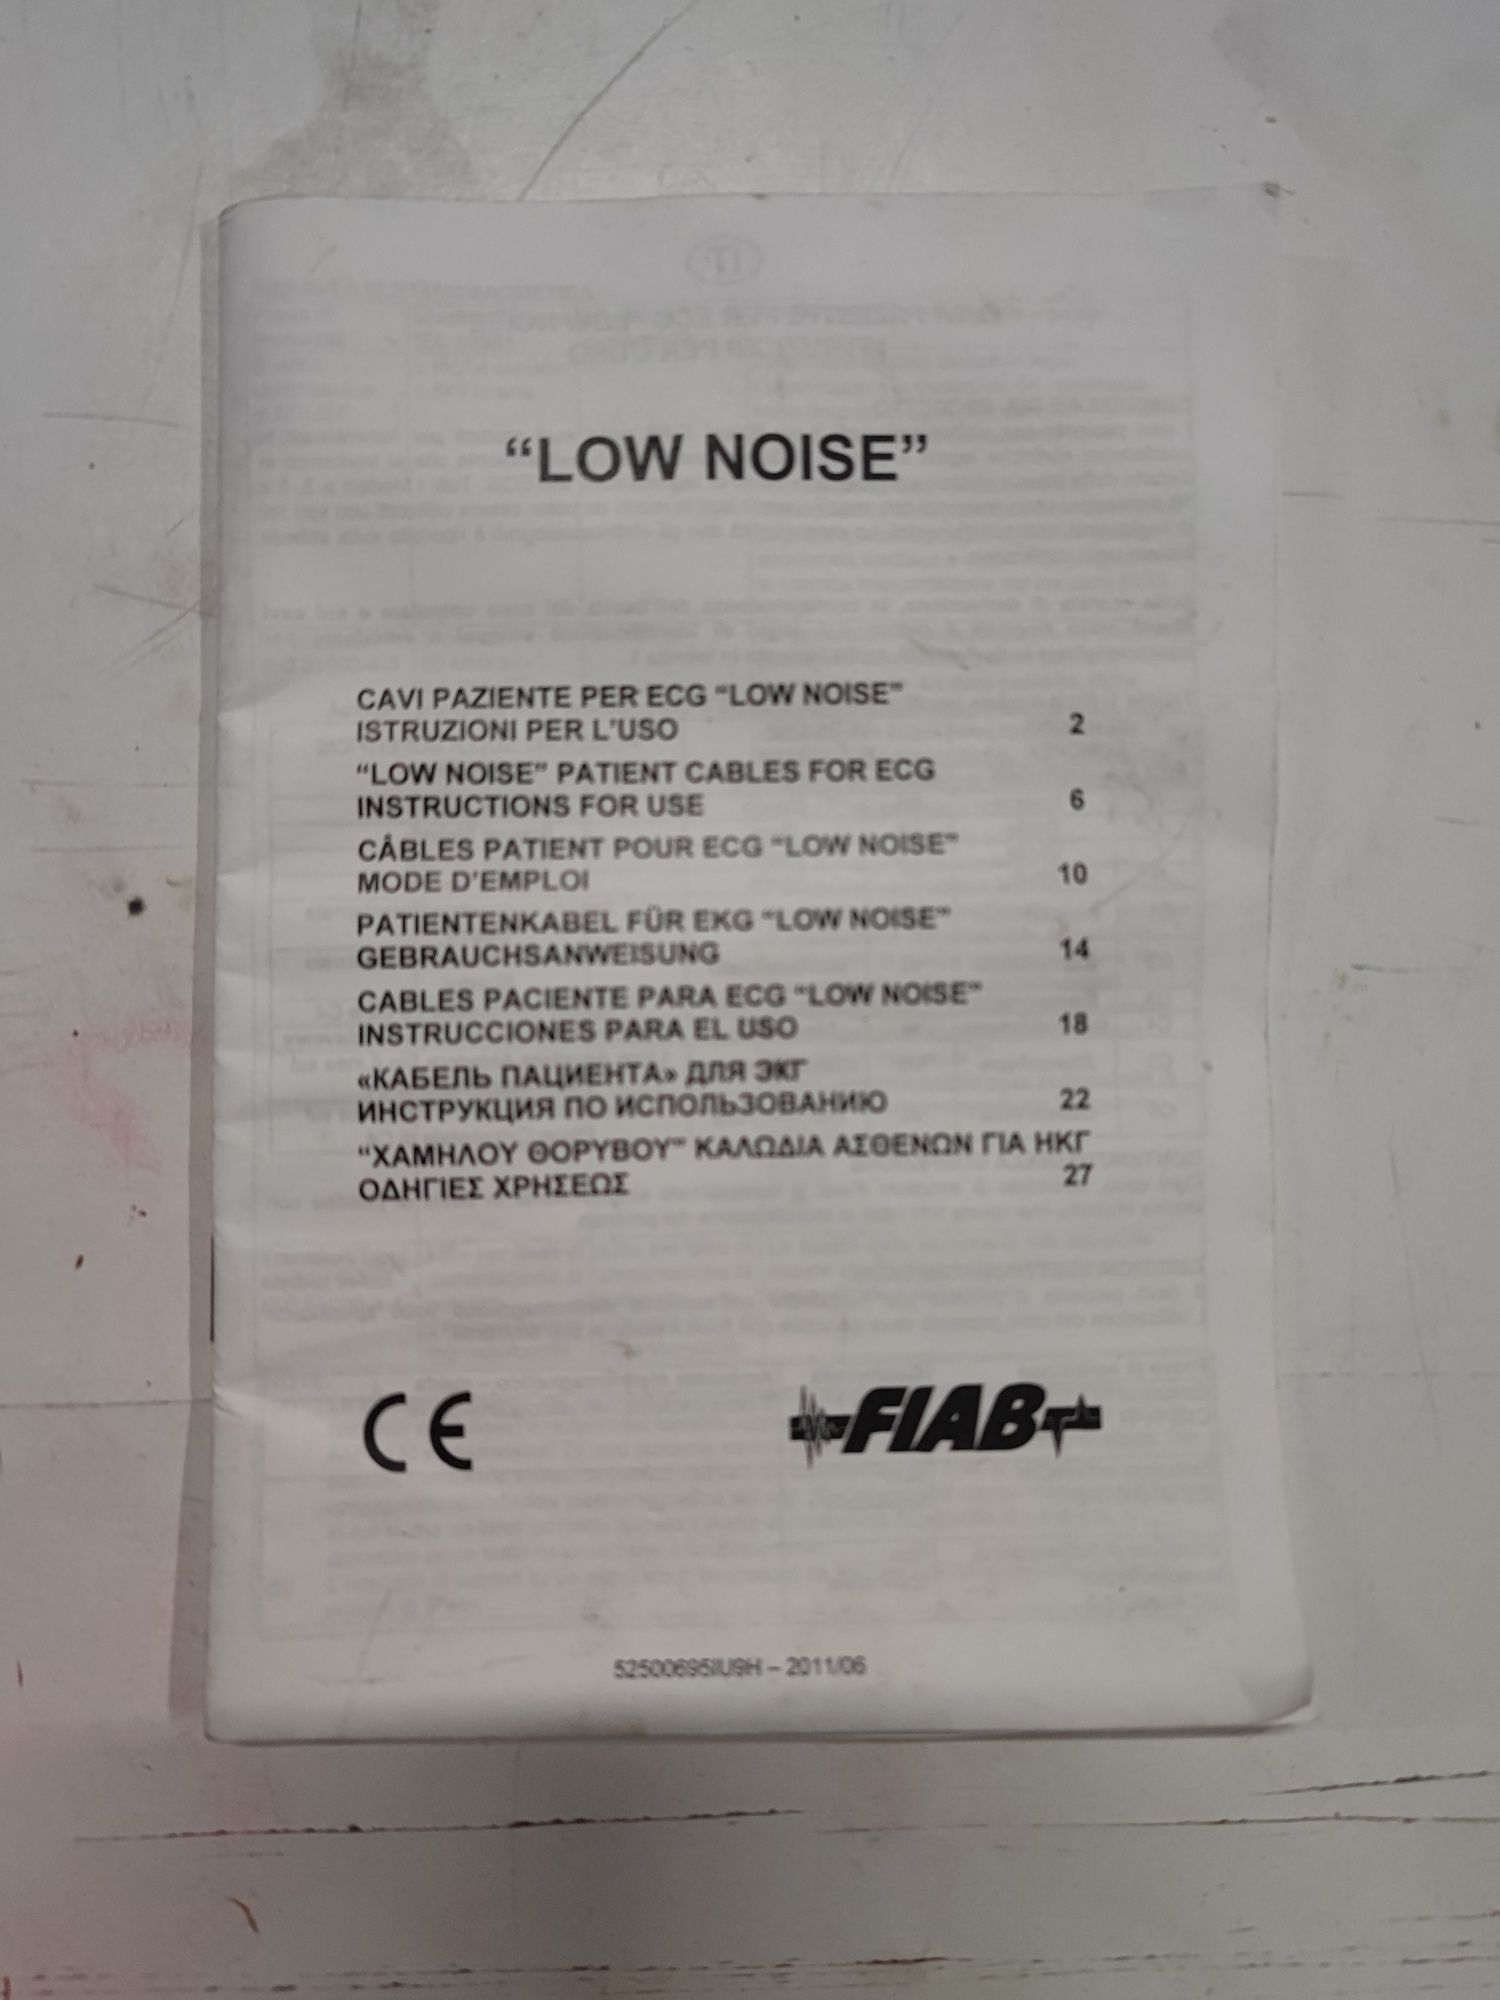 “LOW NOISE”
CAVI PAZIENTE PER ECG “LOW NOISE”
ISTRUZIONI PER L’USO 2
“LOW NOISE” PATIENT CABLES FOR ECG
INSTRUCTIONS FOR USE 6
CÂBLES PATIENT POUR ECG “LOW NOISE”
MODE D’EMPLOI 10
PATIENTENKABEL FÜR EKG “LOW NOISE”
GEBRAUCHSANWEISUNG 14
CABLES PACIENTE PARA ECG “LOW NOISE”
INSTRUCCIONES PARA EL USO 18
«КАБЕЛЬ ПАЦИЕНТА» ДЛЯ ЭКГ
ИНСТРУКЦИЯ ПО ИСПОЛЬЗОВАНИЮ 22
“ΧΑΜΗΛΟΥ ΘΟΡΥΒΟΥ” ΚΑΛΩΔΙΑ ΑΣΘΕΝΩΝ ΓΙΑ ΗΚΓ
ΟΔΗΓΙΕΣ ΧΡΗΣΕΩΣ 27
CE FIAB
52500695IU9H – 2011/06